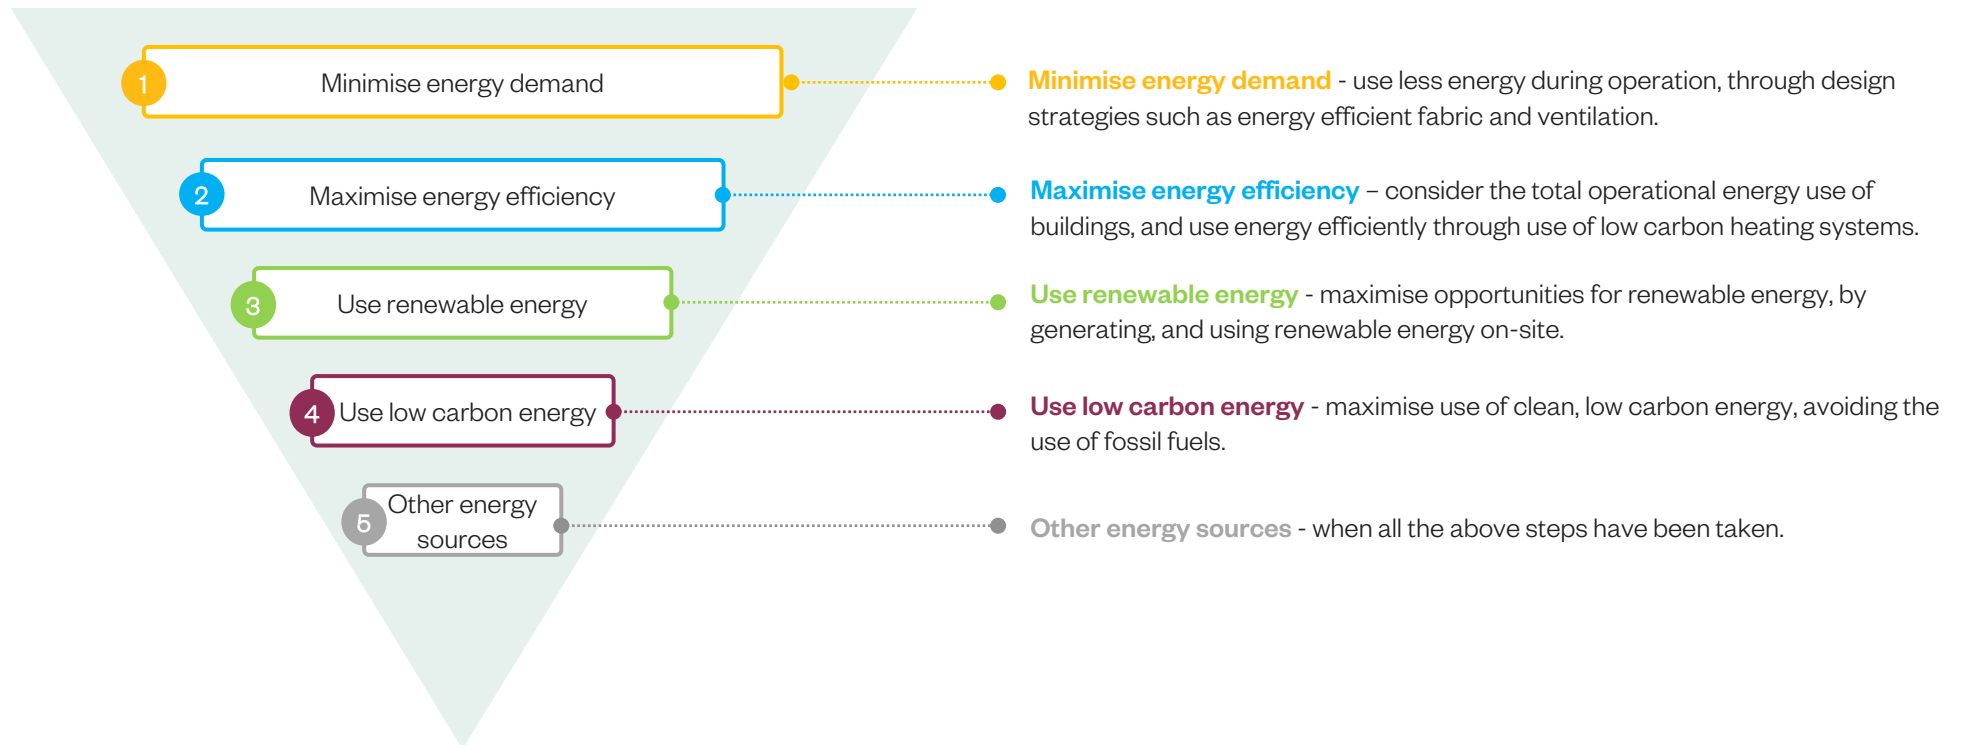 1
Minimise energy demand
Minimise energy demand - use less energy during operation, through design
strategies such as energy efficient fabric and ventilation.
2
Maximise energy efficiency
Maximise energy efficiency – consider the total operational energy use of
buildings, and use energy efficiently through use of low carbon heating systems.
3
Use renewable energy
Use renewable energy - maximise opportunities for renewable energy, by
generating, and using renewable energy on-site.
4
Use low carbon energy
Use low carbon energy - maximise use of clean, low carbon energy, avoiding the
use of fossil fuels.
5
Other energy
sources
Other energy sources - when all the above steps have been taken.